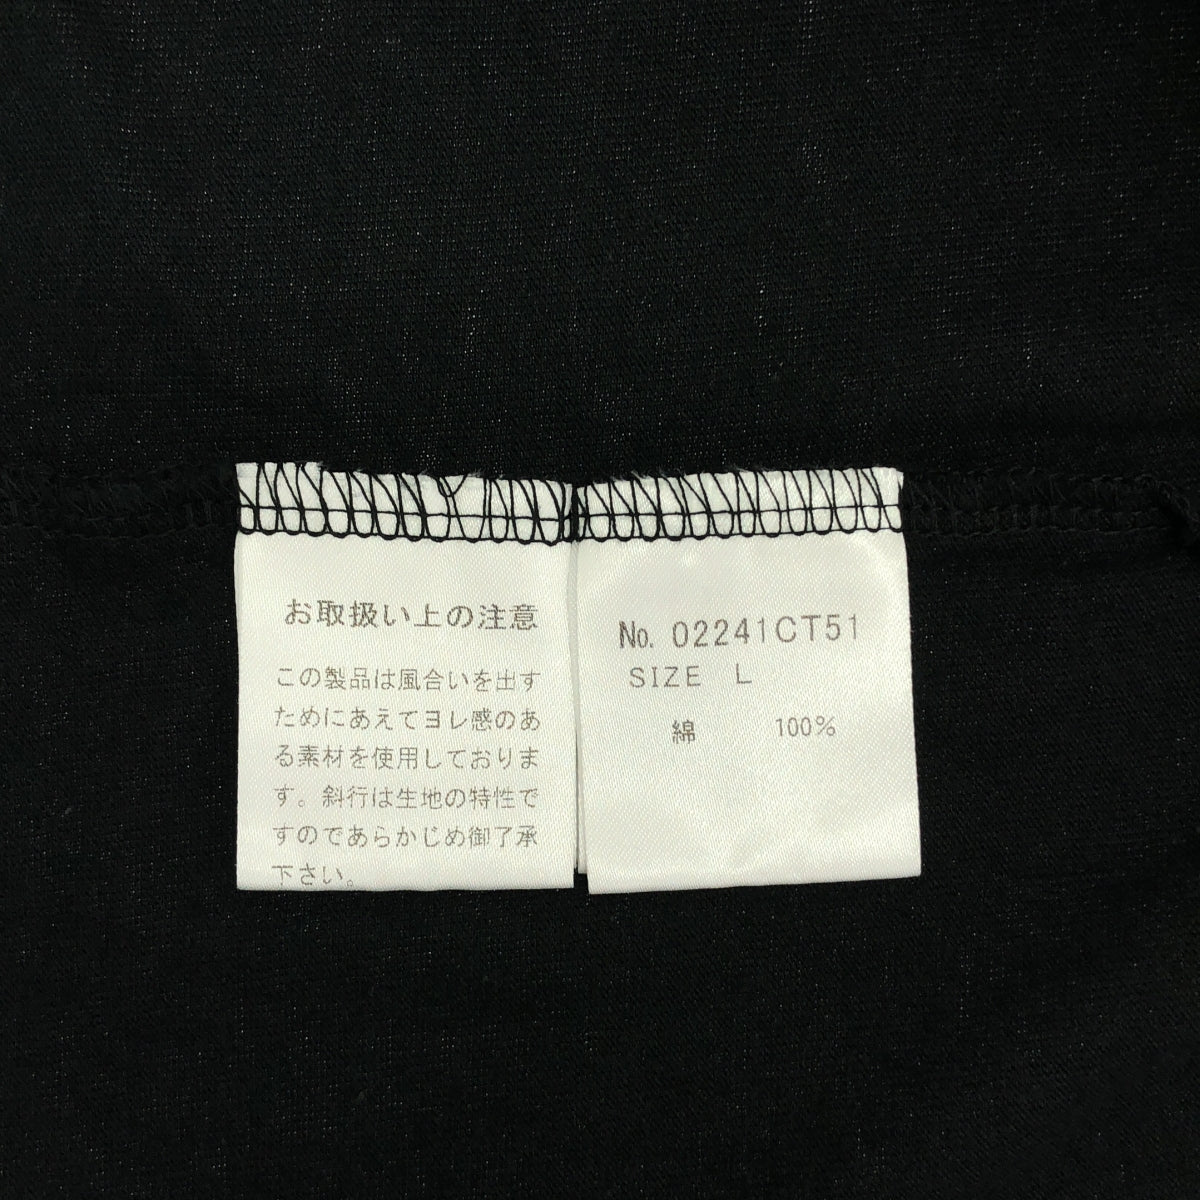 お取扱い上の注意
この製品は風合いを出す
ためにあえてヨレ感のあ
る素材を使用しておりま
す。斜行は生地の特性で
すのであらかじめ御了承
下さい。
No. 02241CT51
SIZE L
綿 100%